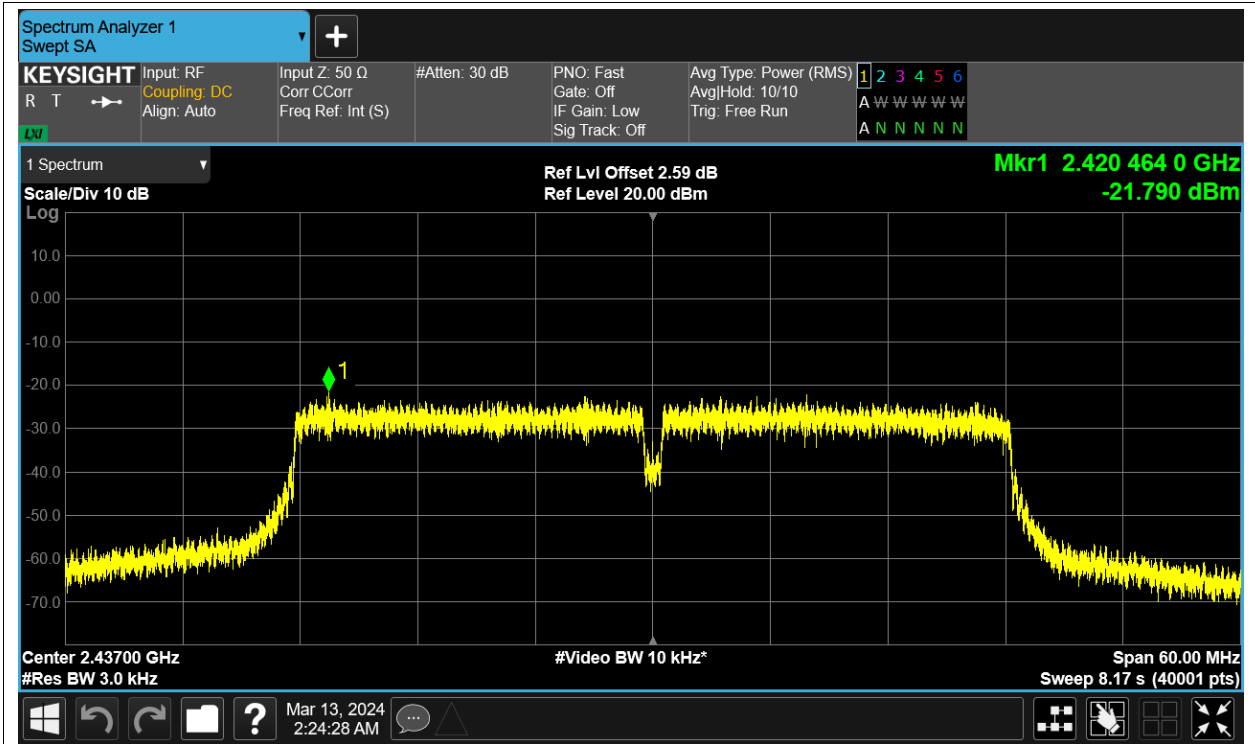 Spectrum Analyzer 1
Swept SA
KEYSIGHT
R T
LXI
Input: RF
Coupling: DC
Align: Auto
Input Z: 50 Ω
Corr CCorr
Freq Ref: Int (S)
#Atten: 30 dB
PNO: Fast
Gate: Off
IF Gain: Low
Sig Track: Off
Avg Type: Power (RMS)
Avg|Hold: 10/10
Trig: Free Run
1 2 3 4 5 6
A W W W W W
A N N N N N
1 Spectrum
Scale/Div 10 dB
Log
Ref Lvl Offset 2.59 dB
Ref Level 20.00 dBm
Mkr1 2.420 464 0 GHz
-21.790 dBm
10.0
0.00
-10.0
-20.0
-30.0
-40.0
-50.0
-60.0
-70.0
1
Center 2.43700 GHz
#Res BW 3.0 kHz
#Video BW 10 kHz*
Span 60.00 MHz
Sweep 8.17 s (40001 pts)
?
Mar 13, 2024
2:24:28 AM